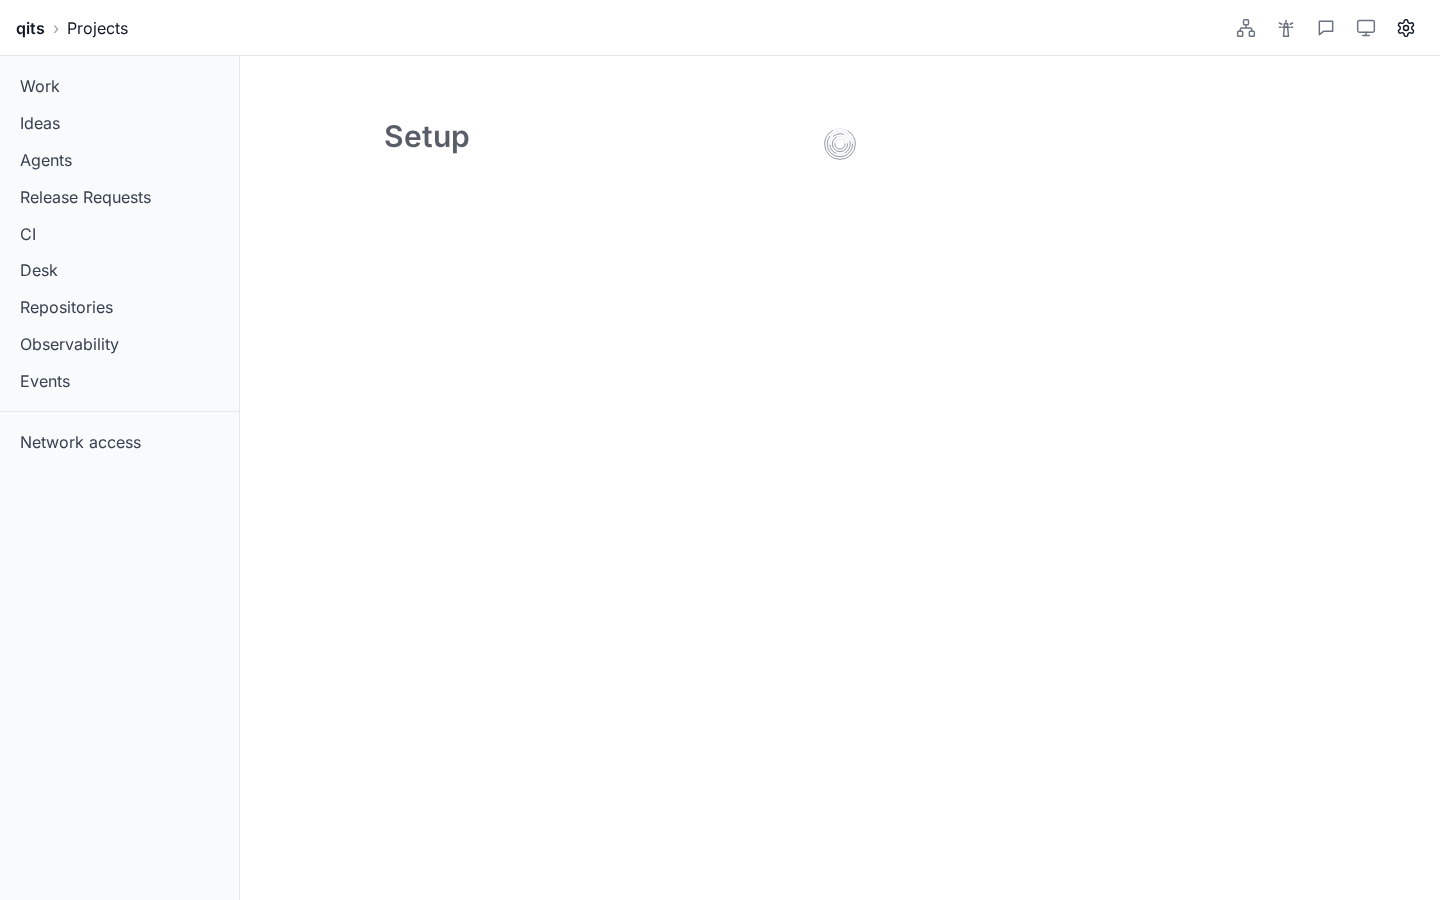 qits › Projects
Work
Ideas
Agents
Release Requests
CI
Desk
Repositories
Observability
Events
Network access
Setup